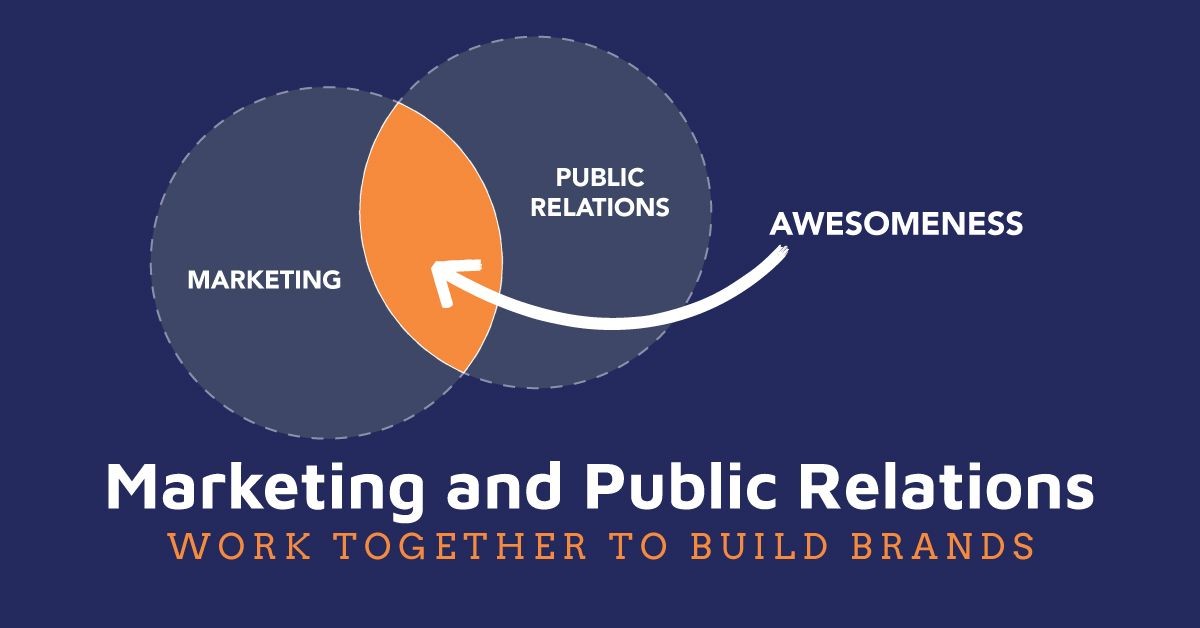 PUBLIC
RELATIONS
AWESOMENESS
MARKETING
Marketing and Public Relations
WORK TOGETHER TO BUILD BRANDS